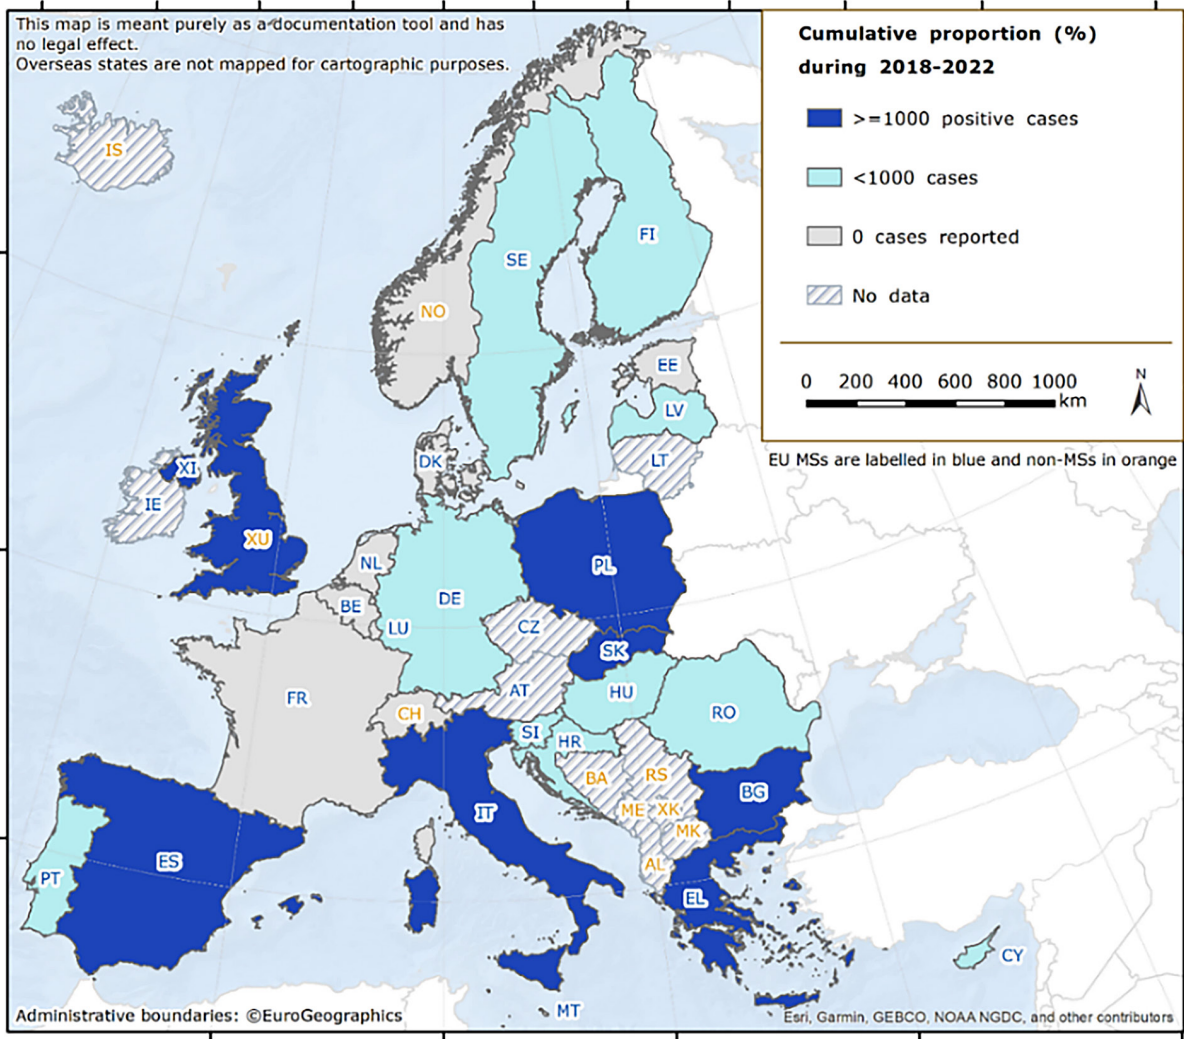 This map is meant purely as a documentation tool and has
no legal effect.
Overseas states are not mapped for cartographic purposes.
Cumulative proportion (%)
during 2018-2022
>=1000 positive cases
<1000 cases
0 cases reported
No data
0 200 400 600 800 1000
km
N
EU MSs are labelled in blue and non-MSs in orange
IS
FI
SE
NO
EE
LV
LT
DK
XI
IE
XU
PL
NL
DE
BE
LU
CZ
SK
AT
HU
FR
CH
RO
SI
HR
BA
RS
BG
ME
XK
MK
IT
ES
AL
PT
EL
CY
MT
Administrative boundaries: ©EuroGeographics
Esri, Garmin, GEBCO, NOAA NGDC, and other contributors